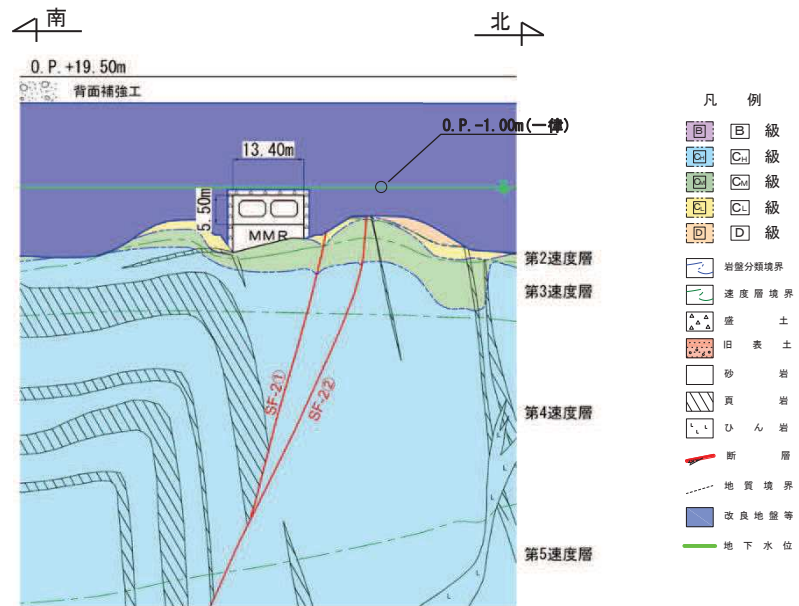 南
北
O.P.+19.50m
背面補強工
O.P.-1.00m(一律)
13.40m
5.50m
MMR
第2速度層
第3速度層
SF-2①
SF-2②
第4速度層
第5速度層
凡 例
B B 級
CH CH 級
CM CM 級
CL CL 級
D D 級
岩盤分類境界
速度層境界
盛 土
旧 表 土
砂 岩
頁 岩
ひ ん 岩
断 層
地 質 境 界
改 良 地 盤 等
地 下 水 位